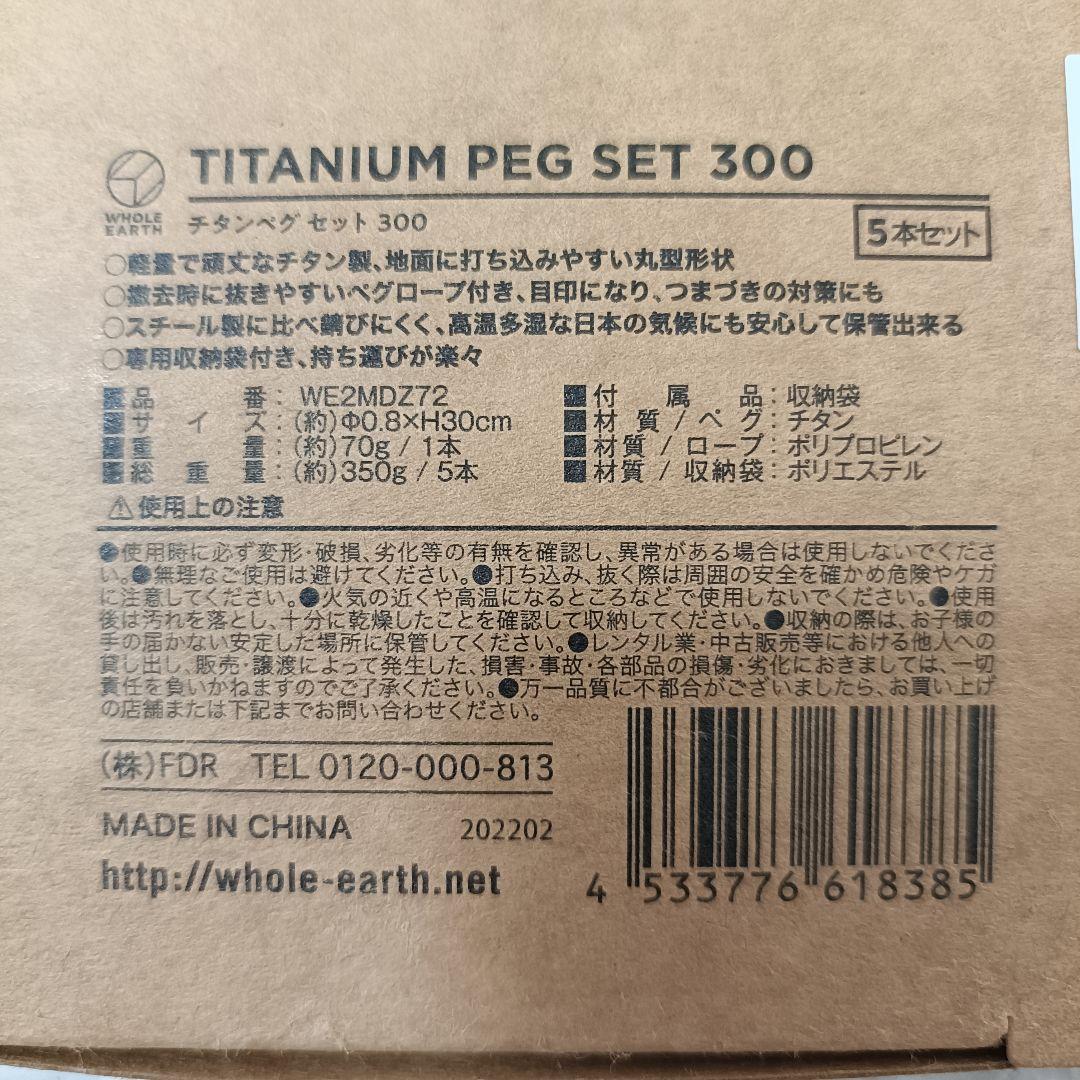 TITANIUM PEG SET 300
WHOLE EARTH
チタンペグ セット 300
5本セット
○軽量で頑丈なチタン製、地面に打ち込みやすい丸型形状
○撤去時に抜きやすいペグロープ付き、目印になり、つまづきの対策にも
○スチール製に比べ錆びにくく、高温多湿な日本の気候にも安心して保管出来る
○専用収納袋付き、持ち運びが楽々
■品番：WE2MDZ72
■サイズ：(約)Φ0.8×H30cm
■重量：(約)70g / 1本
■総重量：(約)350g / 5本
■付属品：収納袋
■材質 / ペグ：チタン
■材質 / ロープ：ポリプロピレン
■材質 / 収納袋：ポリエステル
⚠使用上の注意
●使用時に必ず変形・破損、劣化等の有無を確認し、異常がある場合は使用しないでくださ
い。●無理なご使用は避けてください。●打ち込み、抜く際は周囲の安全を確かめ危険やケガ
に注意してください。●火気の近くや高温になるところなどで使用しないでください。●使用
後は汚れを落とし、十分に乾燥したことを確認して収納してください。●収納の際は、お子様の
手の届かない安定した場所に保管してください。●レンタル業・中古販売等における他人への
貸し出し、販売・譲渡によって発生した、損害・事故・各部品の損傷・劣化におきましては、一切
責任を負いかねますのでご了承ください。●万一品質に不都合がございましたら、お買い上げ
の店舗または下記までお問い合わせください。
(株)FDR TEL 0120-000-813
MADE IN CHINA 202202
http://whole-earth.net
4 533776 618385